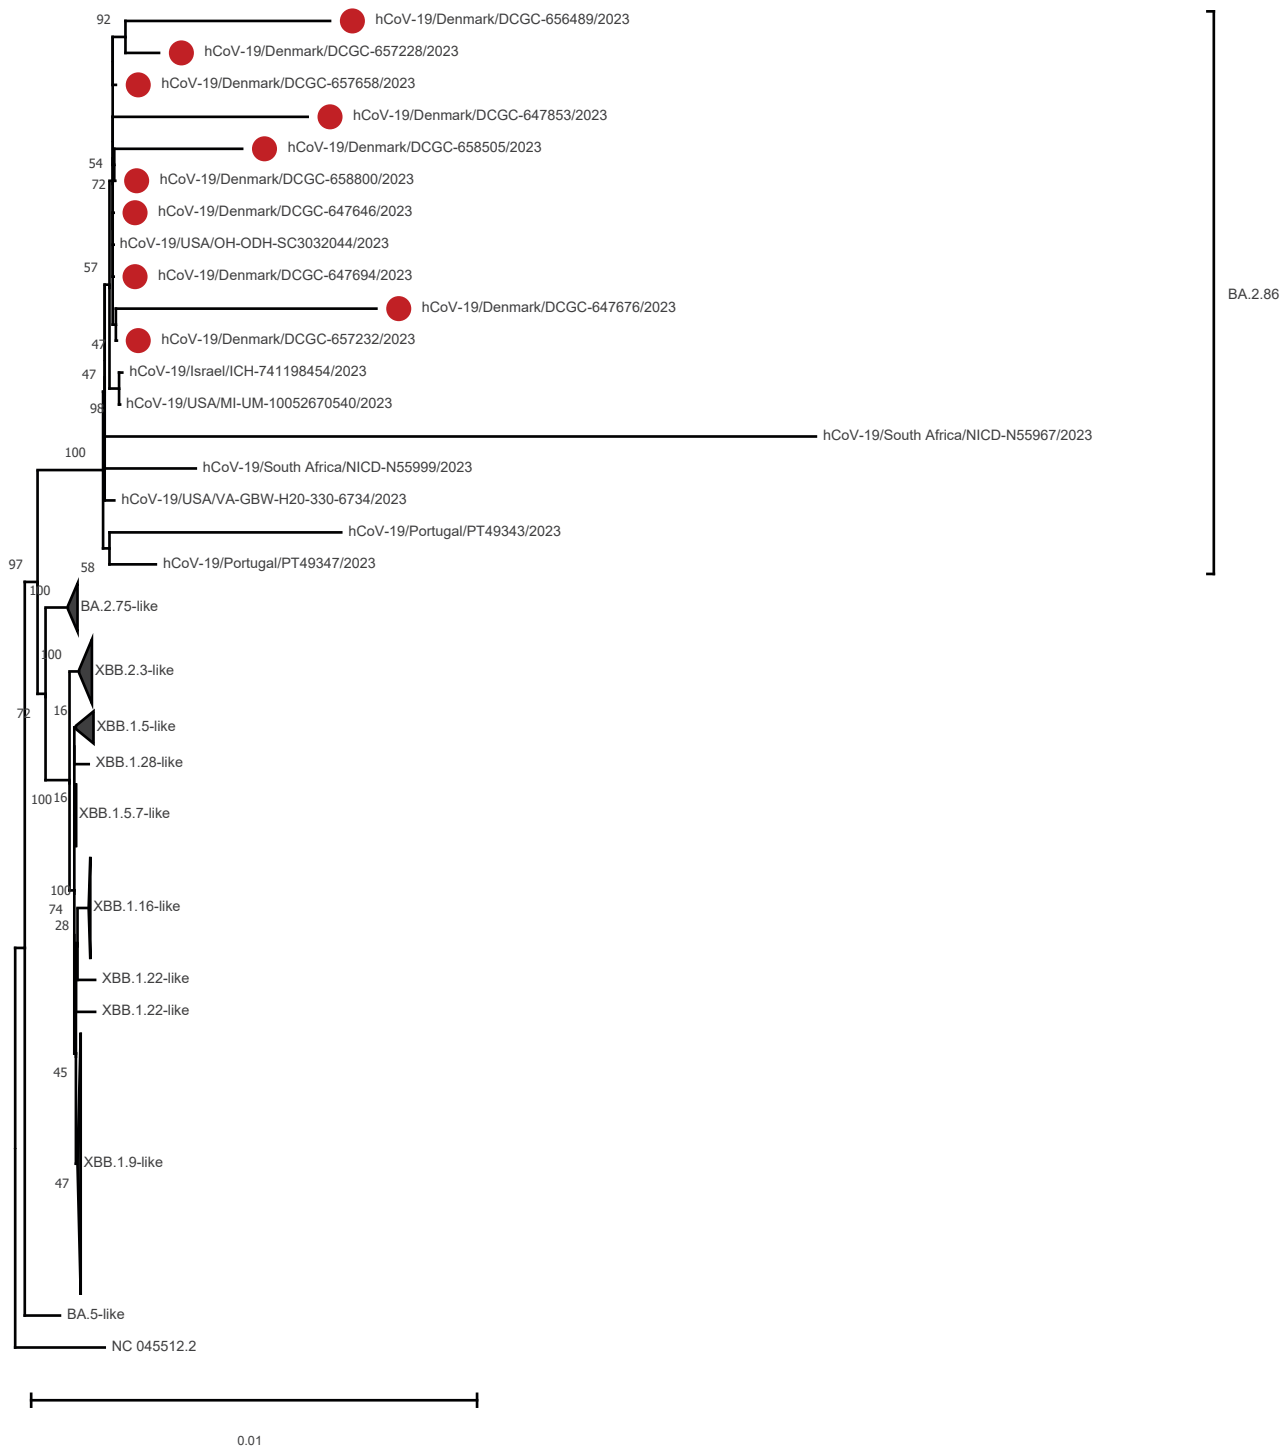 92
hCoV-19/Denmark/DCGC-656489/2023
hCoV-19/Denmark/DCGC-657228/2023
hCoV-19/Denmark/DCGC-657658/2023
hCoV-19/Denmark/DCGC-647853/2023
hCoV-19/Denmark/DCGC-658505/2023
54
hCoV-19/Denmark/DCGC-658800/2023
72
hCoV-19/Denmark/DCGC-647646/2023
hCoV-19/USA/OH-ODH-SC3032044/2023
57
hCoV-19/Denmark/DCGC-647694/2023
BA.2.86
hCoV-19/Denmark/DCGC-647676/2023
hCoV-19/Denmark/DCGC-657232/2023
47
hCoV-19/Israel/ICH-741198454/2023
47
hCoV-19/USA/MI-UM-10052670540/2023
98
hCoV-19/South Africa/NICD-N55967/2023
100
hCoV-19/South Africa/NICD-N55999/2023
hCoV-19/USA/VA-GBW-H20-330-6734/2023
hCoV-19/Portugal/PT49343/2023
hCoV-19/Portugal/PT49347/2023
97
58
100
BA.2.75-like
100
XBB.2.3-like
72
16
XBB.1.5-like
XBB.1.28-like
100
16
XBB.1.5.7-like
100
74
XBB.1.16-like
28
XBB.1.22-like
XBB.1.22-like
45
XBB.1.9-like
47
BA.5-like
NC 045512.2
0.01